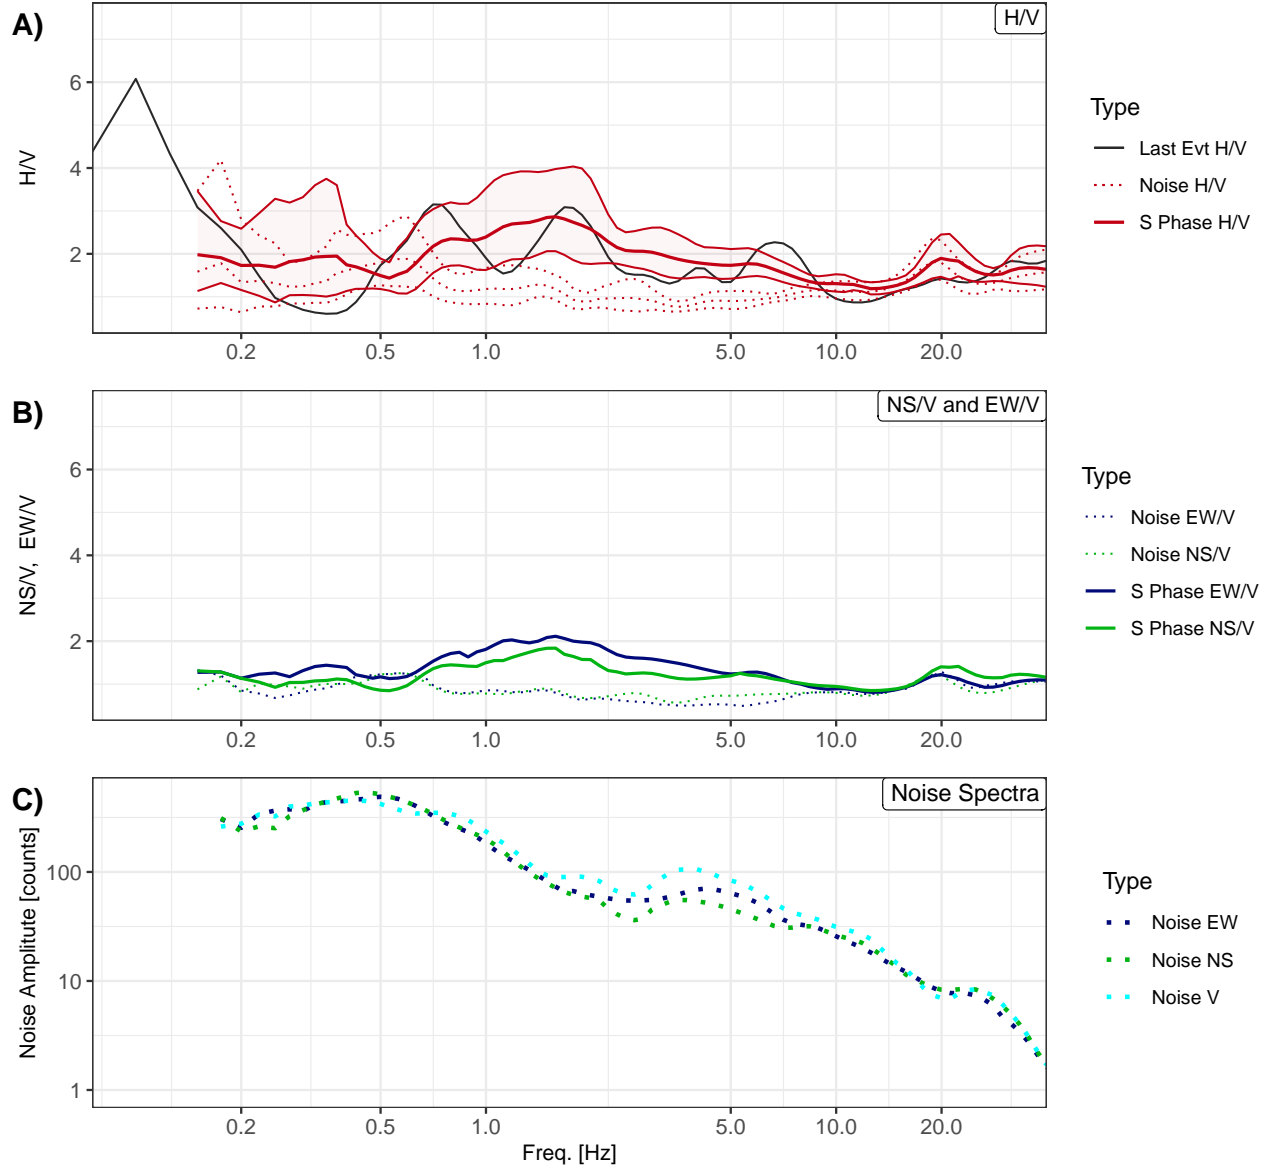 A)
H/V
6
4
2
H/V
0.2 0.5 1.0 5.0 10.0 20.0
Type
Last Evt H/V
Noise H/V
S Phase H/V
B)
NS/V and EW/V
6
4
2
NS/V, EW/V
0.2 0.5 1.0 5.0 10.0 20.0
Type
Noise EW/V
Noise NS/V
S Phase EW/V
S Phase NS/V
C)
Noise Spectra
100
10
1
Noise Amplitute [counts]
0.2 0.5 1.0 5.0 10.0 20.0
Freq. [Hz]
Type
Noise EW
Noise NS
Noise V